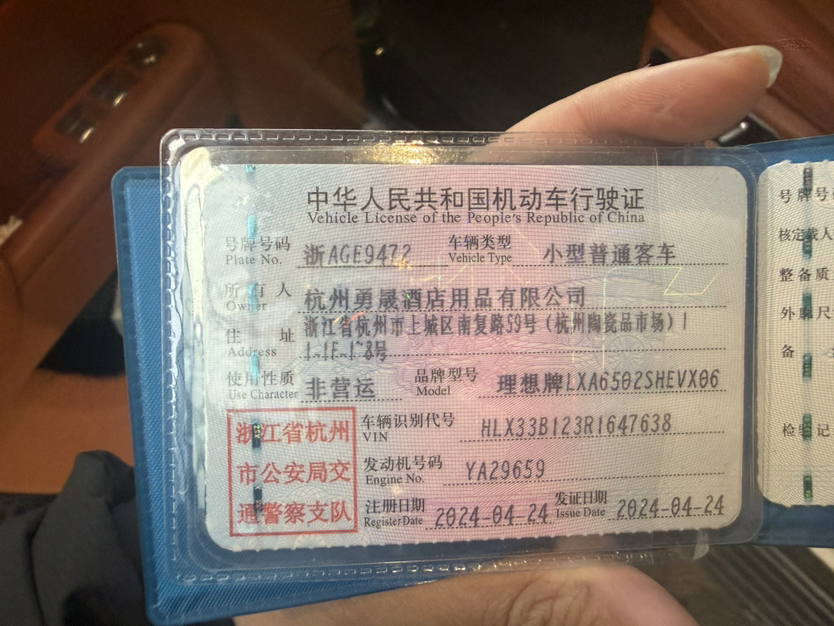 中华人民共和国机动车行驶证
Vehicle License of the People's Republic of China
号牌号码 Plate No. 浙AGE9472 车辆类型 Vehicle Type 小型普通客车
所有人 Owner 杭州勇晟酒店用品有限公司
住址 Address 浙江省杭州市上城区南复路59号(杭州陶瓷品市场)1
1-1F-1-8号
使用性质 Use Character 非营运 品牌型号 Model 理想牌LXA6502SHEVX06
浙江省杭州
市公安局交
通警察支队
车辆识别代号 VIN HLX33B123R1647638
发动机号码 Engine No. YA29659
注册日期 Register Date 2024-04-24 发证日期 Issue Date 2024-04-24
号牌号
核定载人
整备质
外廓尺
备
检验记